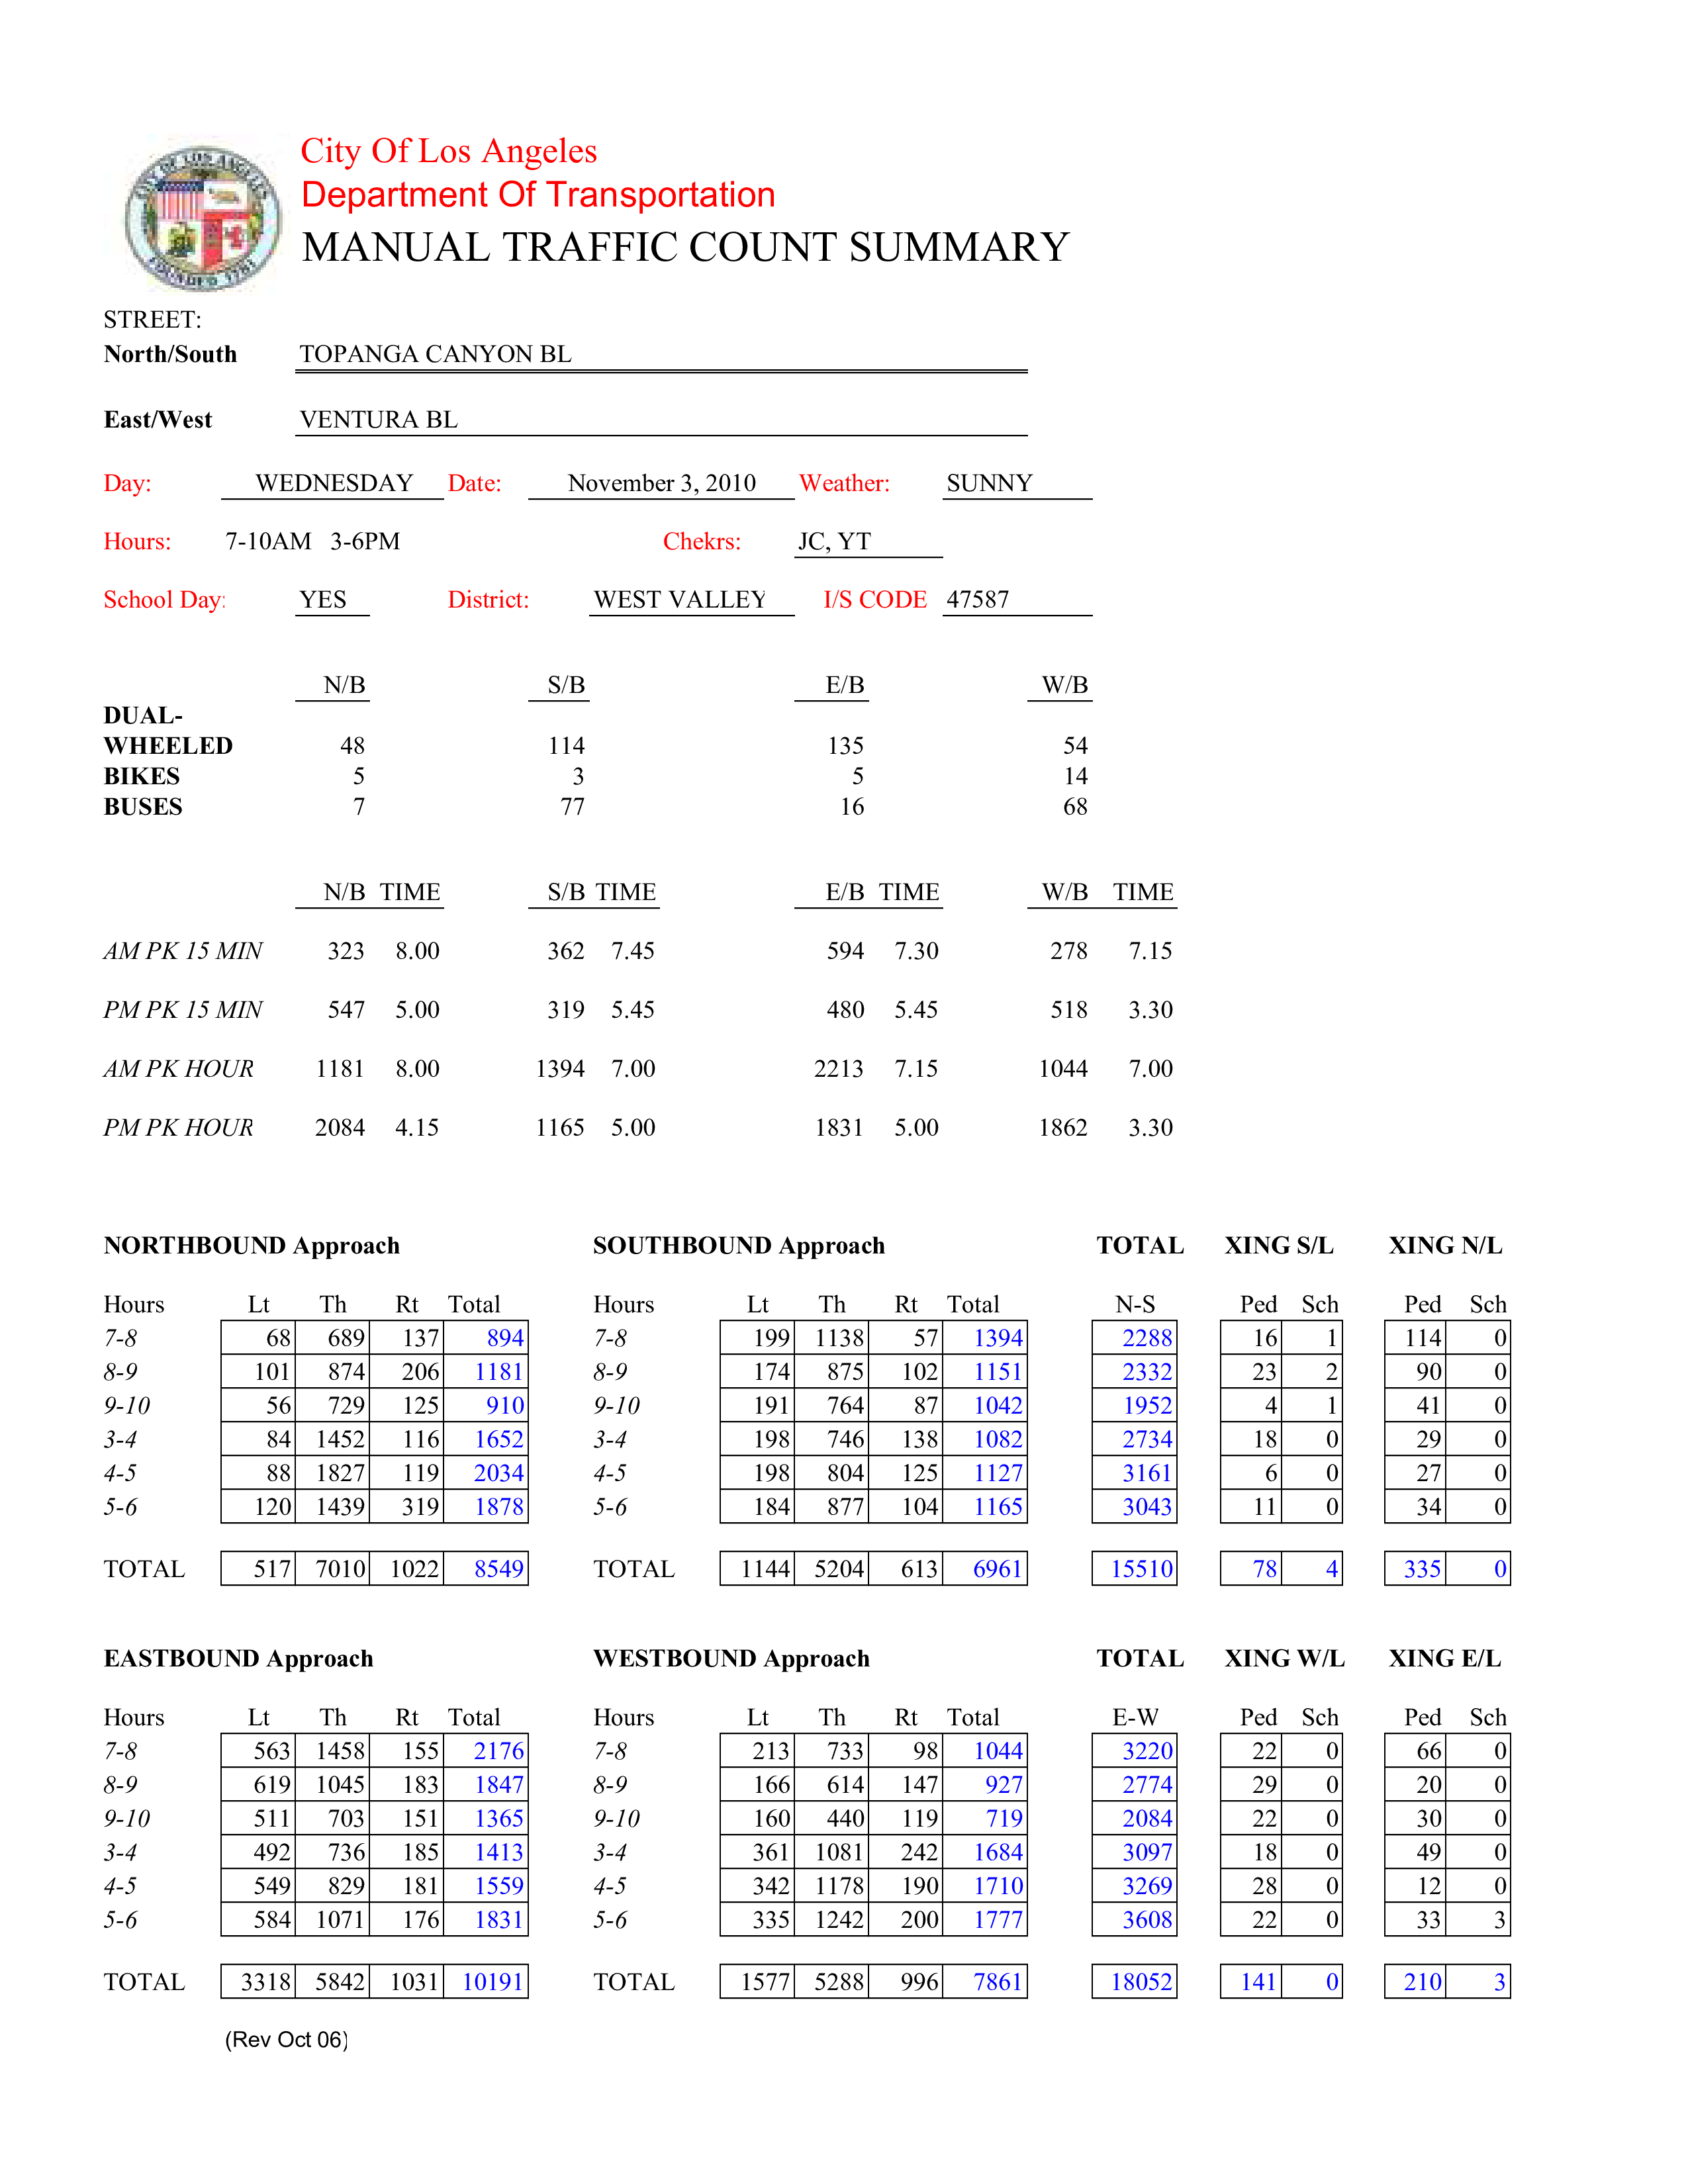 City Of Los Angeles
Department Of Transportation
MANUAL TRAFFIC COUNT SUMMARY
STREET:
North/South TOPANGA CANYON BL
East/West VENTURA BL
Day: WEDNESDAY Date: November 3, 2010 Weather: SUNNY
Hours: 7-10AM 3-6PM Chekrs: JC, YT
School Day: YES District: WEST VALLEY I/S CODE 47587
N/B S/B E/B W/B
DUAL-
WHEELED 48 114 135 54
BIKES 5 3 5 14
BUSES 7 77 16 68
N/B TIME S/B TIME E/B TIME W/B TIME
AM PK 15 MIN 323 8.00 362 7.45 594 7.30 278 7.15
PM PK 15 MIN 547 5.00 319 5.45 480 5.45 518 3.30
AM PK HOUR 1181 8.00 1394 7.00 2213 7.15 1044 7.00
PM PK HOUR 2084 4.15 1165 5.00 1831 5.00 1862 3.30
NORTHBOUND Approach SOUTHBOUND Approach TOTAL XING S/L XING N/L
Hours Lt Th Rt Total Hours Lt Th Rt Total N-S Ped Sch Ped Sch
7-8 68 689 137 894 7-8 199 1138 57 1394 2288 16 1 114 0
8-9 101 874 206 1181 8-9 174 875 102 1151 2332 23 2 90 0
9-10 56 729 125 910 9-10 191 764 87 1042 1952 4 1 41 0
3-4 84 1452 116 1652 3-4 198 746 138 1082 2734 18 0 29 0
4-5 88 1827 119 2034 4-5 198 804 125 1127 3161 6 0 27 0
5-6 120 1439 319 1878 5-6 184 877 104 1165 3043 11 0 34 0
TOTAL 517 7010 1022 8549 TOTAL 1144 5204 613 6961 15510 78 4 335 0
EASTBOUND Approach WESTBOUND Approach TOTAL XING W/L XING E/L
Hours Lt Th Rt Total Hours Lt Th Rt Total E-W Ped Sch Ped Sch
7-8 563 1458 155 2176 7-8 213 733 98 1044 3220 22 0 66 0
8-9 619 1045 183 1847 8-9 166 614 147 927 2774 29 0 20 0
9-10 511 703 151 1365 9-10 160 440 119 719 2084 22 0 30 0
3-4 492 736 185 1413 3-4 361 1081 242 1684 3097 18 0 49 0
4-5 549 829 181 1559 4-5 342 1178 190 1710 3269 28 0 12 0
5-6 584 1071 176 1831 5-6 335 1242 200 1777 3608 22 0 33 3
TOTAL 3318 5842 1031 10191 TOTAL 1577 5288 996 7861 18052 141 0 210 3
(Rev Oct 06)